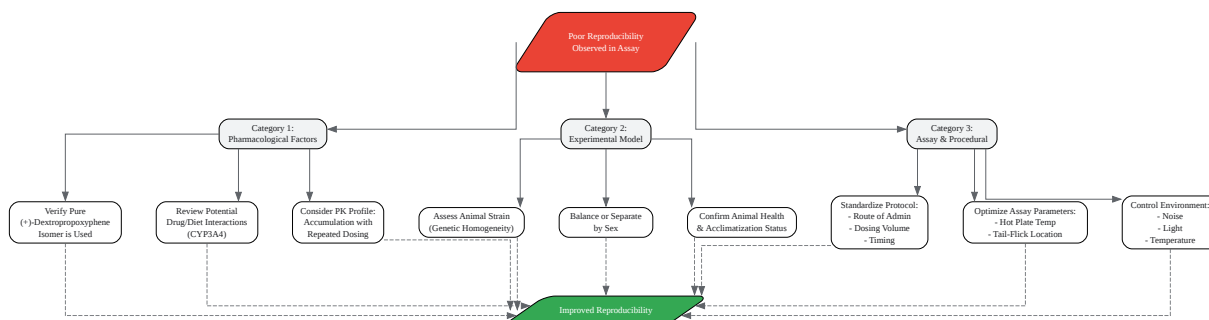 Poor Reproducibility
Observed in Assay
Category 1:
Pharmacological Factors
Category 2:
Experimental Model
Category 3:
Assay & Procedural
Verify Pure
(+)-Dextropropoxyphene
Isomer is Used
Review Potential
Drug/Diet Interactions
(CYP3A4)
Consider PK Profile:
Accumulation with
Repeated Dosing
Assess Animal Strain
(Genetic Homogeneity)
Balance or Separate
by Sex
Confirm Animal Health
& Acclimatization Status
Standardize Protocol:
- Route of Admin
- Dosing Volume
- Timing
Optimize Assay Parameters:
- Hot Plate Temp
- Tail-Flick Location
Control Environment:
- Noise
- Light
- Temperature
Improved Reproducibility